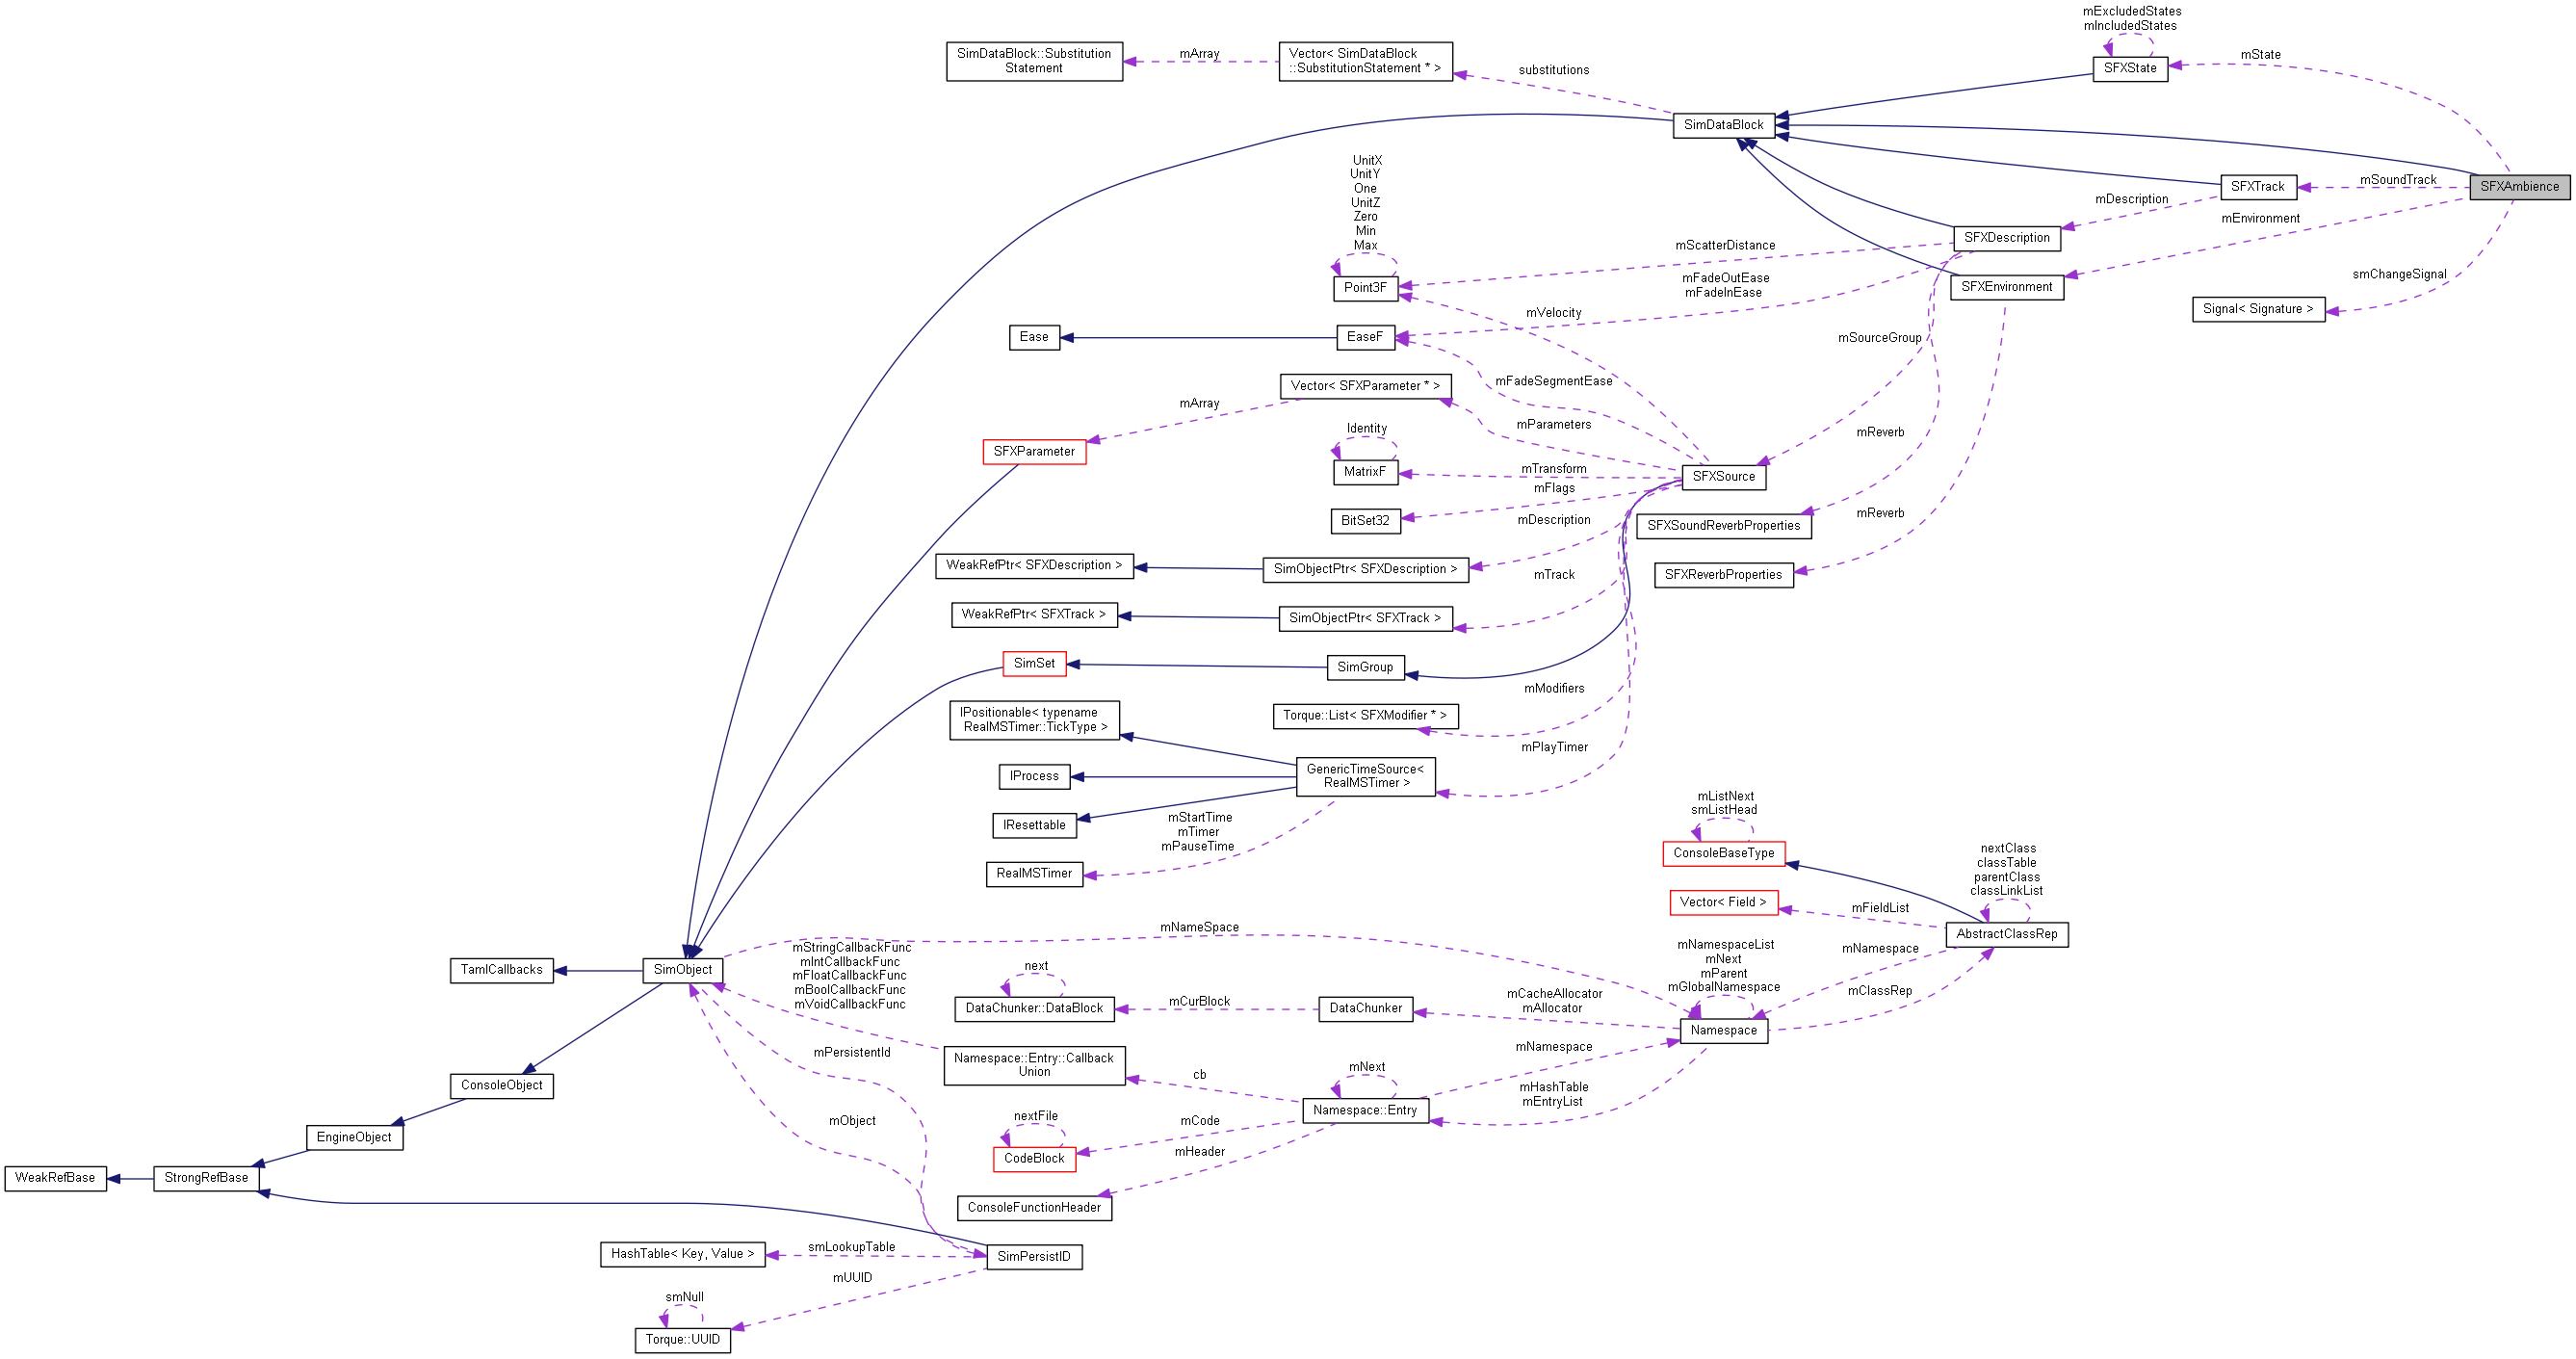 mExcludedStates
mIncludedStates
SimDataBlock::Substitution
Statement
mArray
Vector< SimDataBlock
::SubstitutionStatement * >
substitutions
SFXState
mState
SimDataBlock
UnitX
UnitY
One
UnitZ
Zero
Min
Max
SFXTrack
mSoundTrack
SFXAmbience
mDescription
mEnvironment
mScatterDistance
SFXDescription
mFadeOutEase
mFadeInEase
smChangeSignal
Point3F
SFXEnvironment
Signal< Signature >
mVelocity
Ease
EaseF
mSourceGroup
mFadeSegmentEase
Vector< SFXParameter * >
mArray
mParameters
mReverb
Identity
SFXParameter
MatrixF
mTransform
SFXSource
mFlags
BitSet32
mDescription
SFXSoundReverbProperties
mReverb
WeakRefPtr< SFXDescription >
SimObjectPtr< SFXDescription >
mTrack
SFXReverbProperties
WeakRefPtr< SFXTrack >
SimObjectPtr< SFXTrack >
SimSet
SimGroup
mModifiers
IPositionable< typename
RealMSTimer::TickType >
Torque::List< SFXModifier * >
mPlayTimer
IProcess
GenericTimeSource<
RealMSTimer >
IResettable
mStartTime
mTimer
mPauseTime
RealMSTimer
mListNext
smListHead
ConsoleBaseType
nextClass
classTable
parentClass
classLinkList
Vector< Field >
mFieldList
AbstractClassRep
mNameSpace
mNamespace
mStringCallbackFunc
mIntCallbackFunc
mFloatCallbackFunc
mBoolCallbackFunc
mVoidCallbackFunc
TamlCallbacks
SimObject
next
mNamespaceList
mNext
mParent
mGlobalNamespace
mClassRep
DataChunker::DataBlock
mCurBlock
DataChunker
mCacheAllocator
mAllocator
Namespace
mPersistentId
Namespace::Entry::Callback
Union
mNamespace
cb
mNext
ConsoleObject
mHashTable
mEntryList
Namespace::Entry
mObject
nextFile
mCode
EngineObject
CodeBlock
mHeader
WeakRefBase
StrongRefBase
ConsoleFunctionHeader
HashTable< Key, Value >
smLookupTable
SimPersistID
mUUID
smNull
Torque::UUID